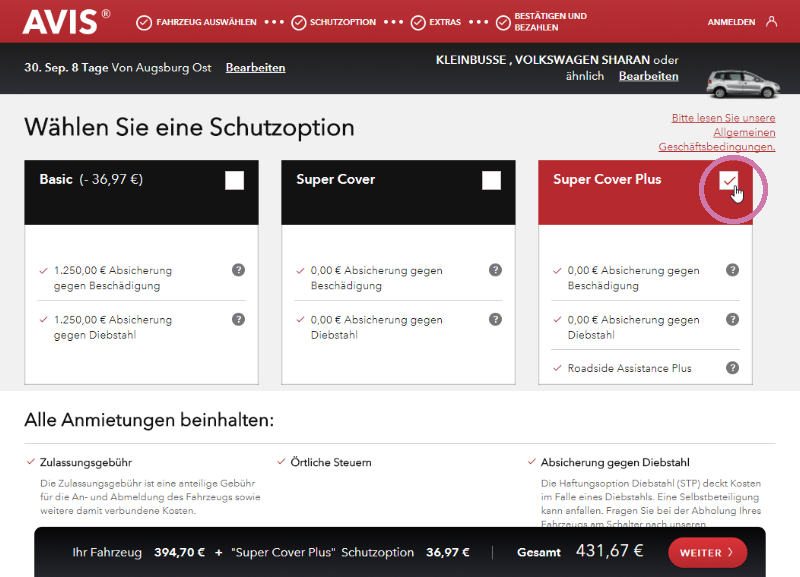 AVIS®
FAHRZEUG AUSWÄHLEN
SCHUTZOPTION
EXTRAS
BESTÄTIGEN UND
BEZAHLEN
ANMELDEN
30. Sep. 8 Tage Von Augsburg Ost Bearbeiten
KLEINBUSSE , VOLKSWAGEN SHARAN oder
ähnlich Bearbeiten
Wählen Sie eine Schutzoption
Bitte lesen Sie unsere
Allgemeinen
Geschäftsbedingungen.
Basic (- 36,97 €)
1.250,00 € Absicherung
gegen Beschädigung
?
1.250,00 € Absicherung
gegen Diebstahl
?
Super Cover
0,00 € Absicherung gegen
Beschädigung
?
0,00 € Absicherung gegen
Diebstahl
?
Super Cover Plus
0,00 € Absicherung gegen
Beschädigung
?
0,00 € Absicherung gegen
Diebstahl
?
Roadside Assistance Plus
?
Alle Anmietungen beinhalten:
Zulassungsgebühr
Die Zulassungsgebühr ist eine anteilige Gebühr
für die An- und Abmeldung des Fahrzeugs sowie
weitere damit verbundene Kosten.
Örtliche Steuern
Absicherung gegen Diebstahl
Die Haftungsoption Diebstahl (STP) deckt Kosten
im Falle eines Diebstahls. Eine Selbstbeteiligung
kann anfallen. Fragen Sie bei der Abholung Ihres
Fahrzeugs am Schalter nach unseren
Ihr Fahrzeug 394,70 € + "Super Cover Plus" Schutzoption 36,97 € | Gesamt 431,67 € WEITER 〉